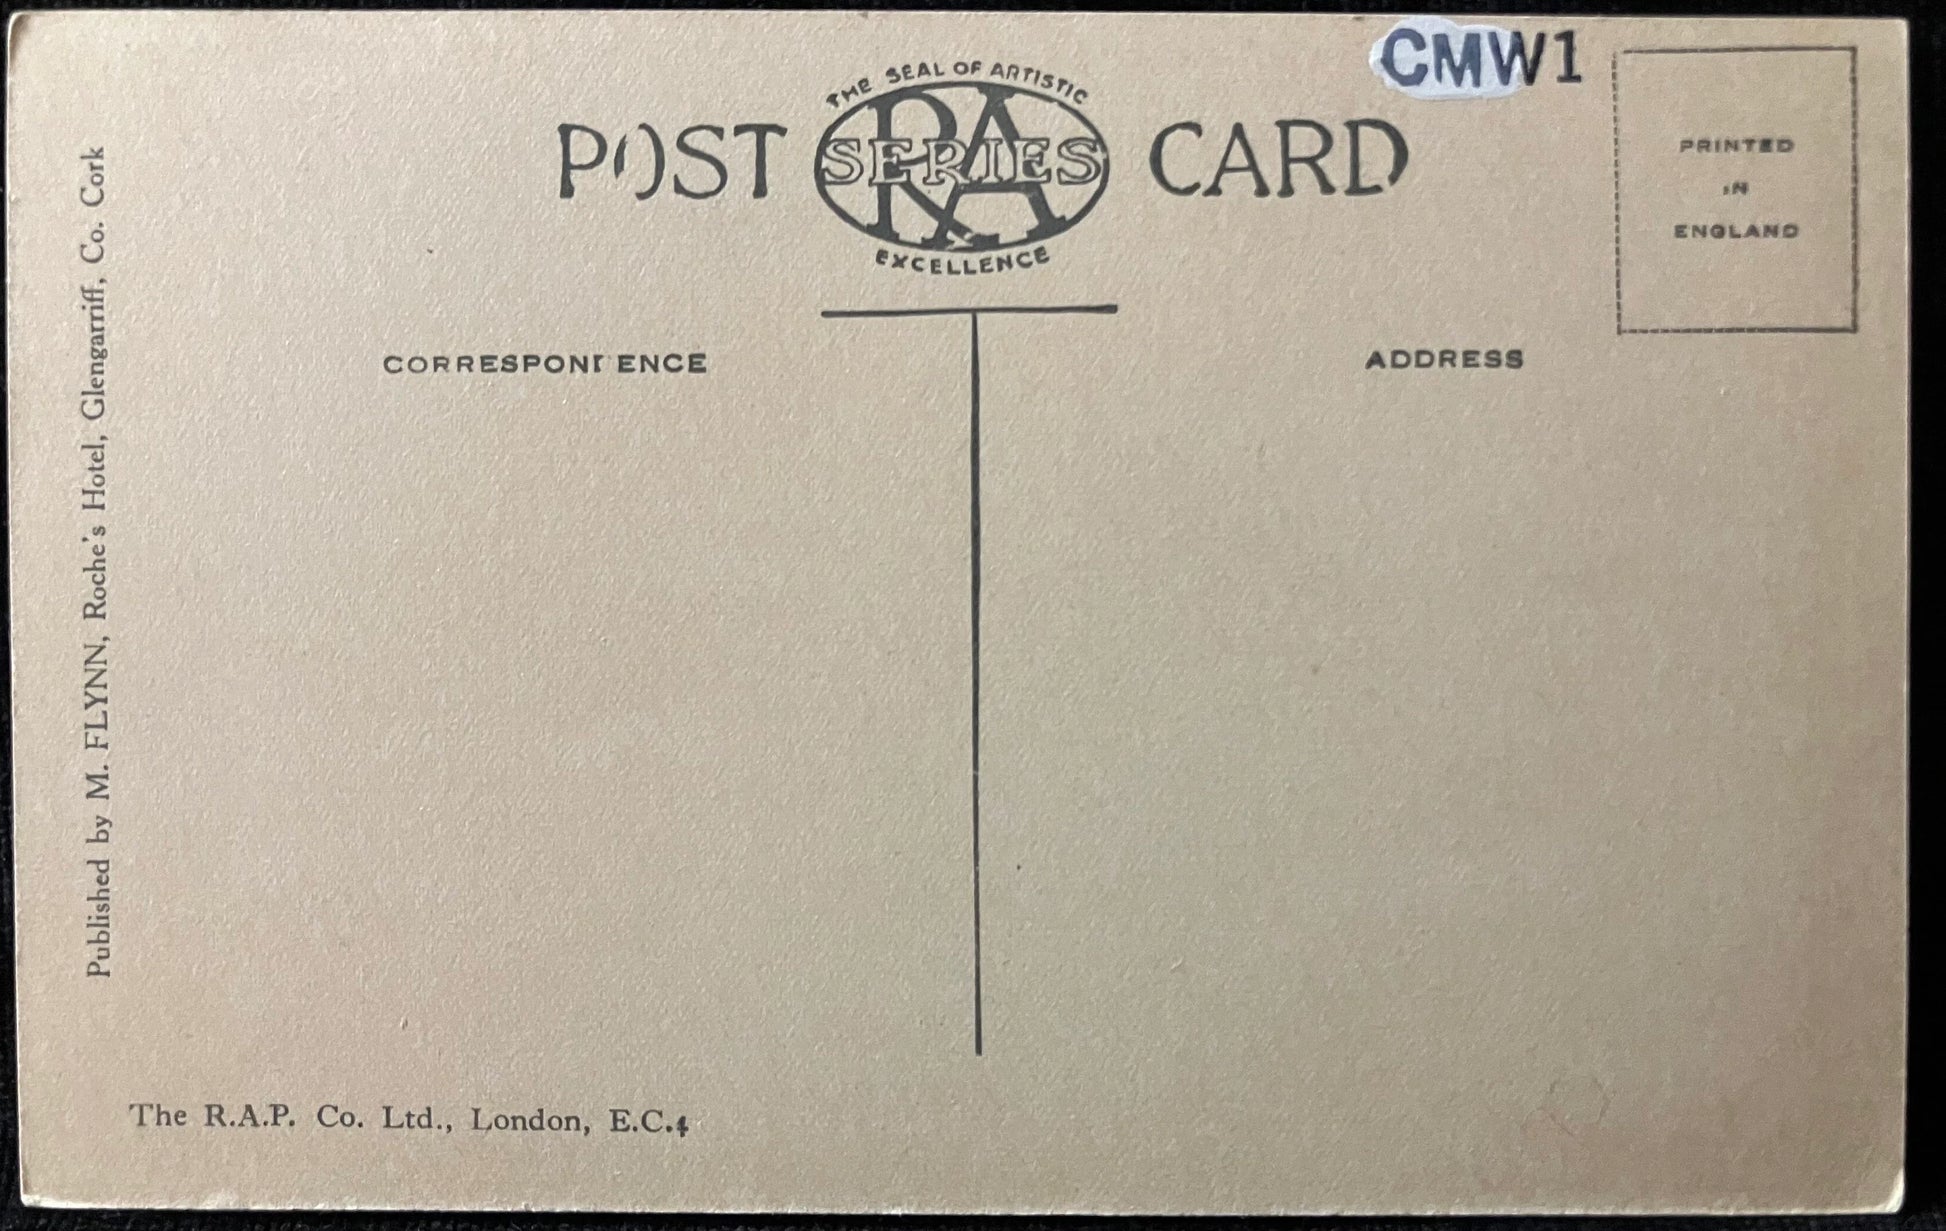 CMW1
THE SEAL OF ARTISTIC
POST RA SERIES CARD
EXCELLENCE
PRINTED
IN
ENGLAND
CORRESPONDENCE
ADDRESS
Published by M. FLYNN, Roche's Hotel, Glengarriff, Co. Cork
The R.A.P. Co. Ltd., London, E.C.4